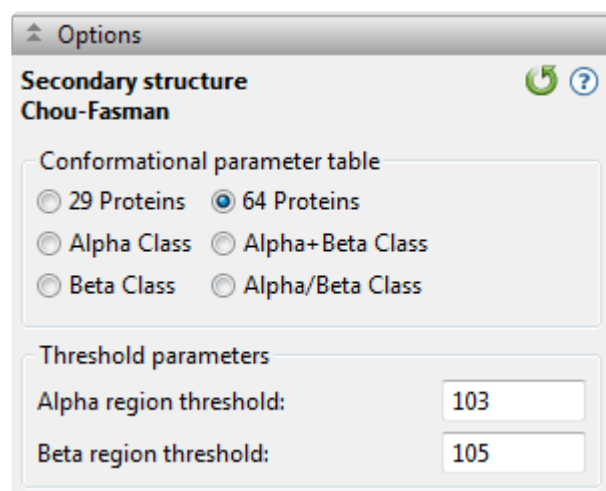 Options
Secondary structure
Chou-Fasman
?
Conformational parameter table
29 Proteins 64 Proteins
Alpha Class Alpha+Beta Class
Beta Class Alpha/Beta Class
Threshold parameters
Alpha region threshold: 103
Beta region threshold: 105